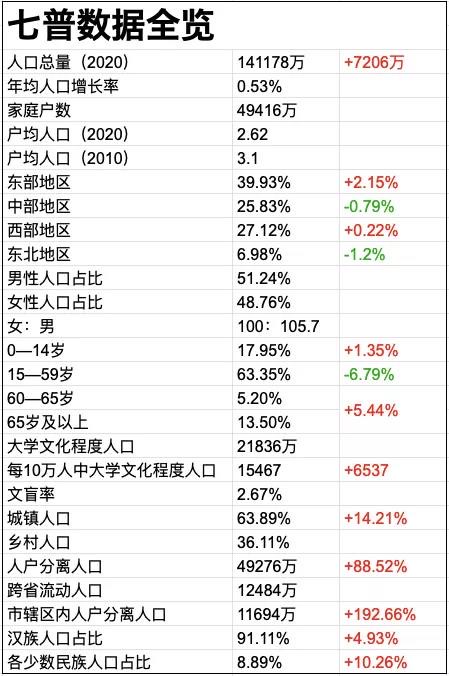 七普数据全览
人口总量（2020） 141178万 +7206万
年均人口增长率 0.53%
家庭户数 49416万
户均人口（2020） 2.62
户均人口（2010） 3.1
东部地区 39.93% +2.15%
中部地区 25.83% -0.79%
西部地区 27.12% +0.22%
东北地区 6.98% -1.2%
男性人口占比 51.24%
女性人口占比 48.76%
女：男 100：105.7
0—14岁 17.95% +1.35%
15—59岁 63.35% -6.79%
60—65岁 5.20%
+5.44%
65岁及以上 13.50%
大学文化程度人口 21836万
每10万人中大学文化程度人口 15467 +6537
文盲率 2.67%
城镇人口 63.89% +14.21%
乡村人口 36.11%
人户分离人口 49276万 +88.52%
跨省流动人口 12484万
市辖区内人户分离人口 11694万 +192.66%
汉族人口占比 91.11% +4.93%
各少数民族人口占比 8.89% +10.26%